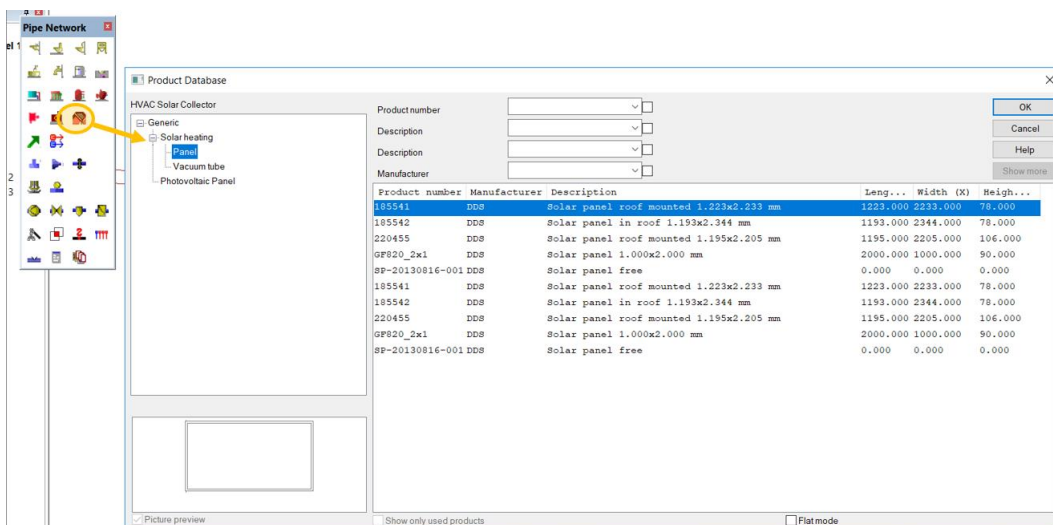 Pipe Network
el 1
2
3
Product Database
HVAC Solar Collector
Generic
Solar heating
Panel
Vacuum tube
Photovoltaic Panel
Product number
Description
Description
Manufacturer
OK
Cancel
Help
Show more
Product number Manufacturer Description Leng... Width (X) Heigh...
185541 DDS Solar panel roof mounted 1.223x2.233 mm 1223.000 2233.000 78.000
185542 DDS Solar panel in roof 1.193x2.344 mm 1193.000 2344.000 78.000
220455 DDS Solar panel roof mounted 1.195x2.205 mm 1195.000 2205.000 106.000
GF820_2x1 DDS Solar panel 1.000x2.000 mm 2000.000 1000.000 90.000
SP-20130816-001 DDS Solar panel free 0.000 0.000 0.000
185541 DDS Solar panel roof mounted 1.223x2.233 mm 1223.000 2233.000 78.000
185542 DDS Solar panel in roof 1.193x2.344 mm 1193.000 2344.000 78.000
220455 DDS Solar panel roof mounted 1.195x2.205 mm 1195.000 2205.000 106.000
GF820_2x1 DDS Solar panel 1.000x2.000 mm 2000.000 1000.000 90.000
SP-20130816-001 DDS Solar panel free 0.000 0.000 0.000
Picture preview
Show only used products
Flat mode